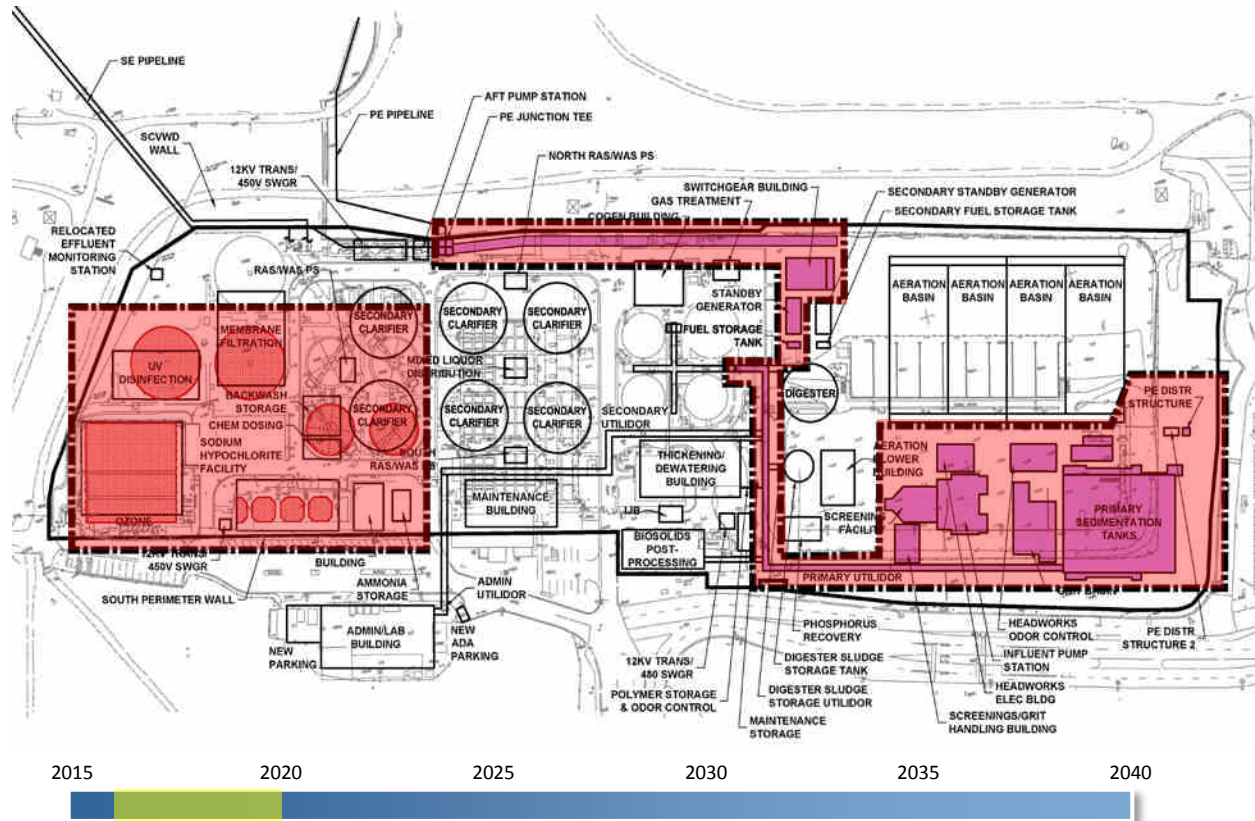 SE PIPELINE
AFT PUMP STATION
PE JUNCTION TEE
PE PIPELINE
SCVWD
WALL
NORTH RAS/WAS PS
12KV TRANS/
450V SWGR
SWITCHGEAR BUILDING
GAS TREATMENT
COGEN BUILDING
SECONDARY STANDBY GENERATOR
SECONDARY FUEL STORAGE TANK
RELOCATED
EFFLUENT
MONITORING
STATION
RAS/WAS PS
AERATION
BASIN
AERATION
BASIN
AERATION
BASIN
AERATION
BASIN
STANDBY
GENERATOR
FUEL STORAGE
TANK
SECONDARY
CLARIFIER
SECONDARY
CLARIFIER
SECONDARY
CLARIFIER
MEMBRANE
FILTRATION
UV
DISINFECTION
MIXED LIQUOR
DISTRIBUTION
BACKWASH
STORAGE
CHEM DOSING
SECONDARY
CLARIFIER
SECONDARY
CLARIFIER
SECONDARY
CLARIFIER
SECONDARY
UTILIDOR
DIGESTER
PE DISTR
STRUCTURE
SODIUM
HYPOCHLORITE
FACILITY
SOUTH
RAS/WAS
THICKENING/
DEWATERING
BUILDING
AERATION
BLOWER
BUILDING
MAINTENANCE
BUILDING
IJB
SCREENING
FACILITY
PRIMARY
SEDIMENTATION
TANKS
OZONE
BIOSOLIDS
POST-
PROCESSING
12KV TRANS/
450V SWGR
BUILDING
AMMONIA
STORAGE
ADMIN
UTILIDOR
PRIMARY UTILIDOR
SOUTH PERIMETER WALL
ADMIN/LAB
BUILDING
NEW
PARKING
NEW
ADA
PARKING
PHOSPHORUS
RECOVERY
12KV TRANS/
480 SWGR
DIGESTER SLUDGE
STORAGE TANK
POLYMER STORAGE
& ODOR CONTROL
DIGESTER SLUDGE
STORAGE UTILIDOR
MAINTENANCE
STORAGE
HEADWORKS
ODOR CONTROL
INFLUENT PUMP
STATION
HEADWORKS
ELEC BLDG
SCREENINGS/GRIT
HANDLING BUILDING
PE DISTR
STRUCTURE 2
2015 2020 2025 2030 2035 2040